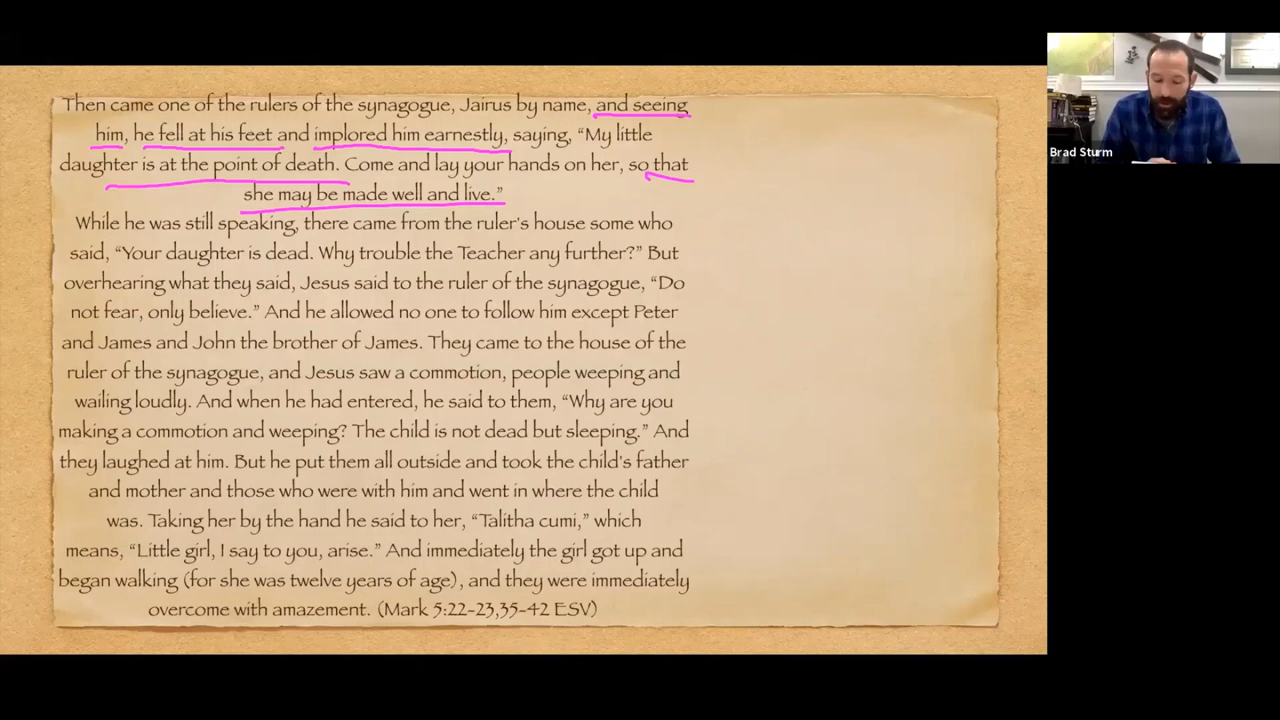 Then came one of the rulers of the synagogue, Jairus by name, and seeing
him, he fell at his feet and implored him earnestly, saying, “My little
daughter is at the point of death. Come and lay your hands on her, so that
she may be made well and live.”
While he was still speaking, there came from the ruler's house some who
said, “Your daughter is dead. Why trouble the Teacher any further?” But
overhearing what they said, Jesus said to the ruler of the synagogue, “Do
not fear, only believe.” And he allowed no one to follow him except Peter
and James and John the brother of James. They came to the house of the
ruler of the synagogue, and Jesus saw a commotion, people weeping and
wailing loudly. And when he had entered, he said to them, “Why are you
making a commotion and weeping? The child is not dead but sleeping.” And
they laughed at him. But he put them all outside and took the child's father
and mother and those who were with him and went in where the child
was. Taking her by the hand he said to her, “Talitha cumi,” which
means, “Little girl, I say to you, arise.” And immediately the girl got up and
began walking (for she was twelve years of age), and they were immediately
overcome with amazement. (Mark 5:22-23,35-42 ESV)
Brad Sturm